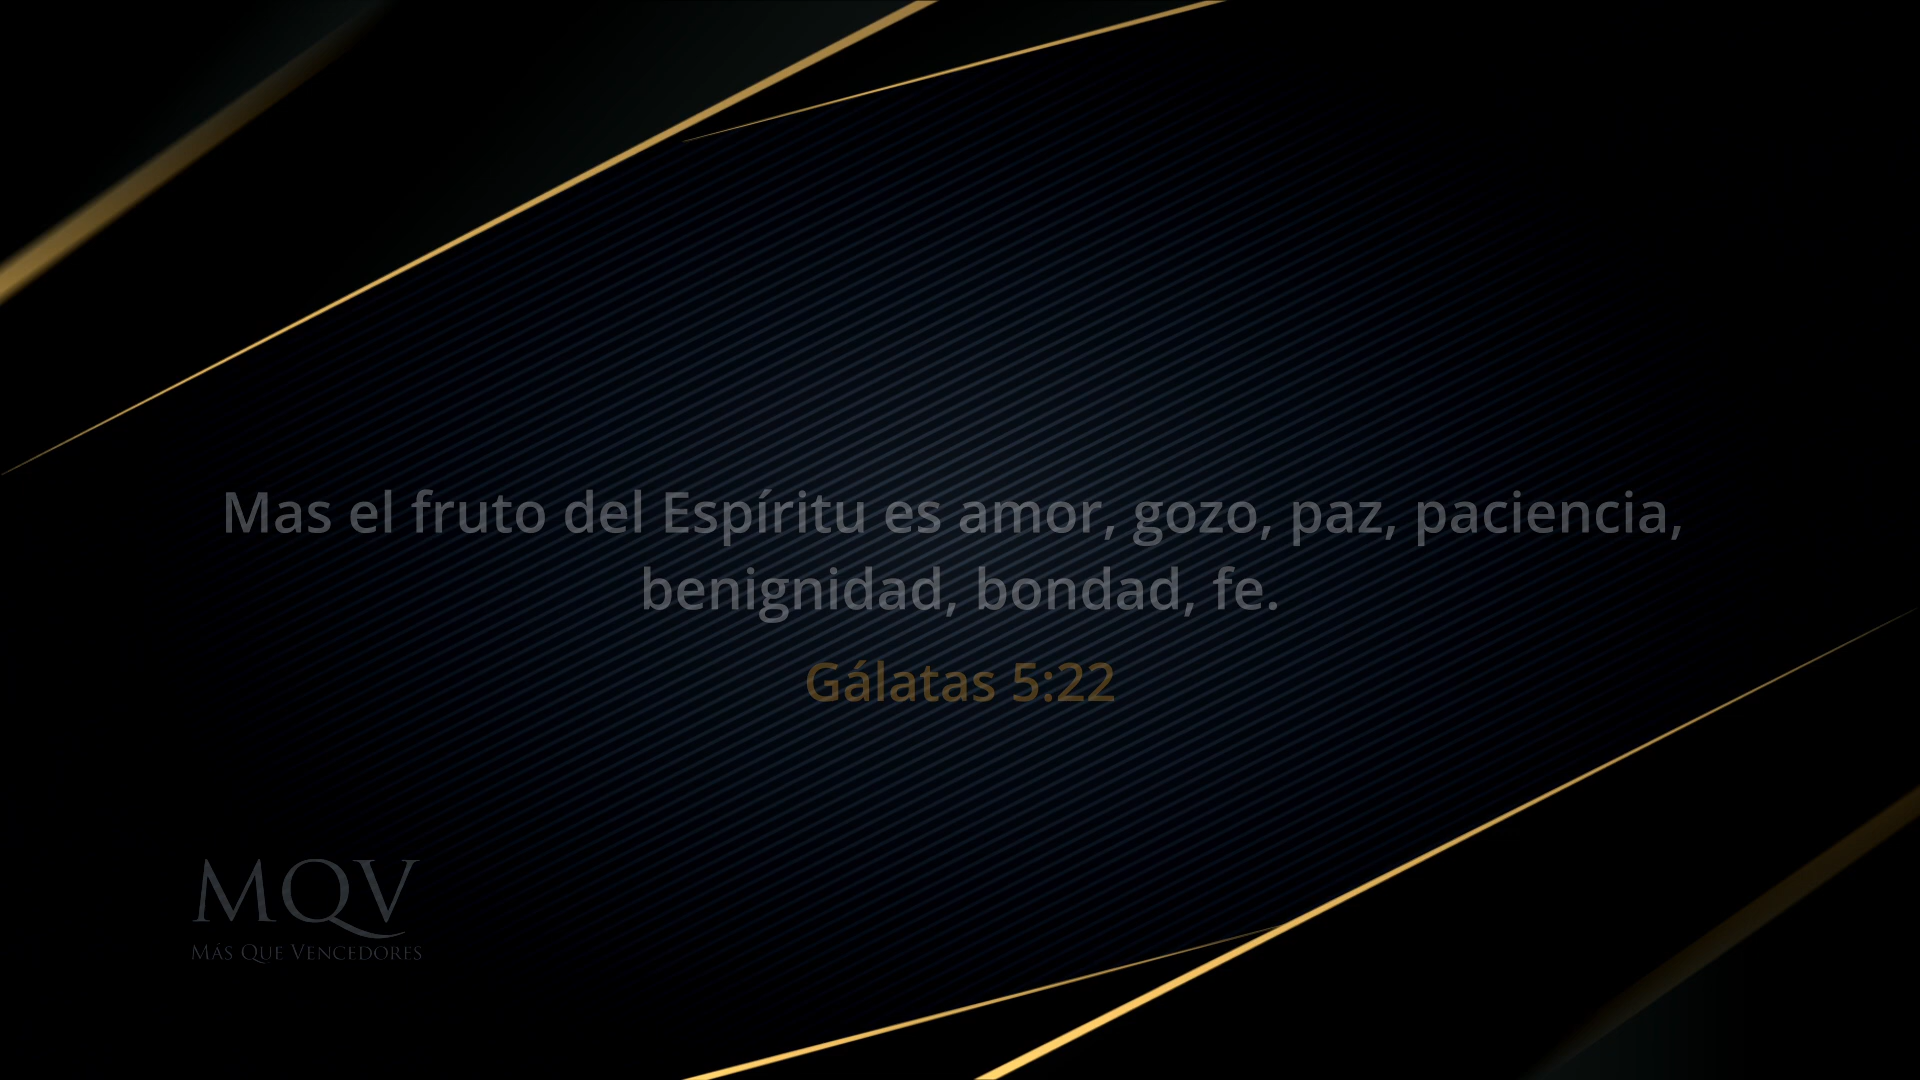 Mas el fruto del Espíritu es amor, gozo, paz, paciencia,
benignidad, bondad, fe.
Gálatas 5:22
MQV
Más Que Vencedores